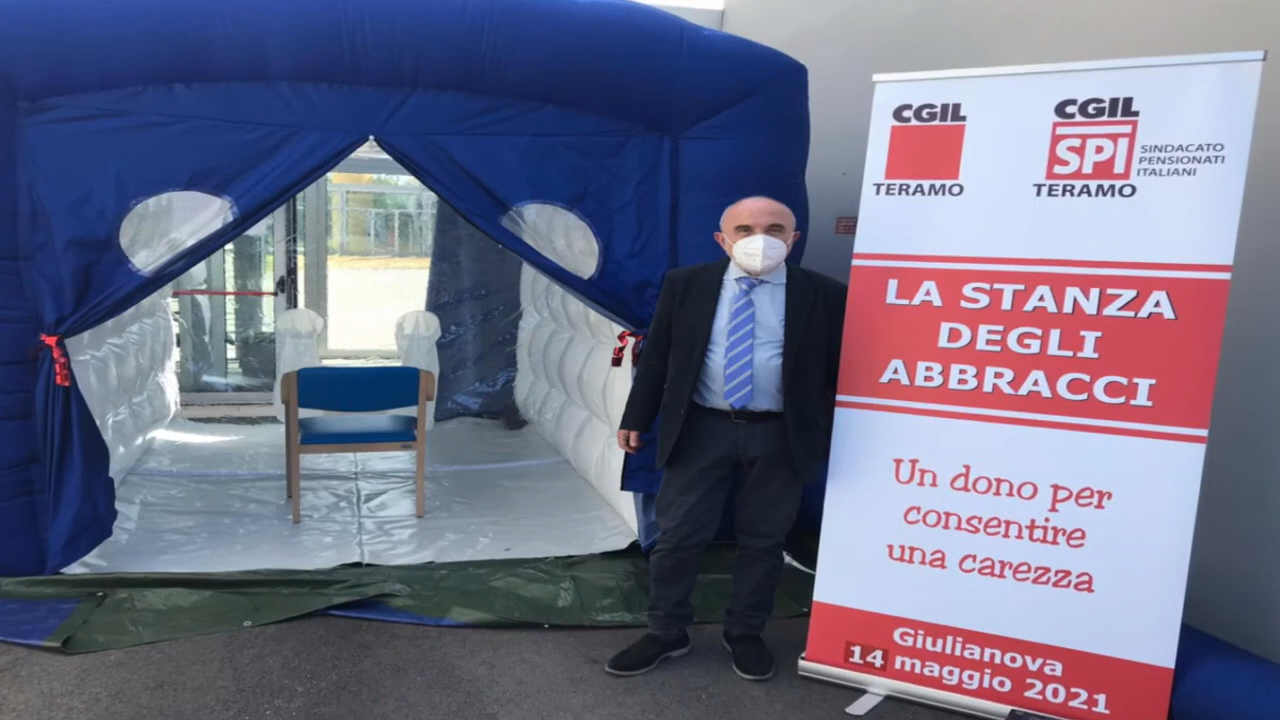 CGIL
TERAMO
CGIL
SPI
SINDACATO
PENSIONATI
ITALIANI
TERAMO
LA STANZA
DEGLI
ABBRACCI
Un dono per
consentire
una carezza
Giulianova
14 maggio 2021